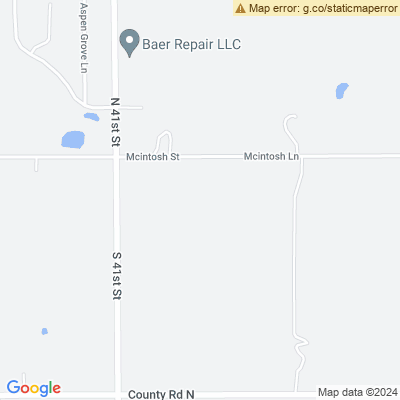 Map error: g.co/staticmaperror
Aspen Grove Ln
Baer Repair LLC
N 41st St
Mcintosh St
Mcintosh Ln
S 41st St
Google
County Rd N
Map data ©2024